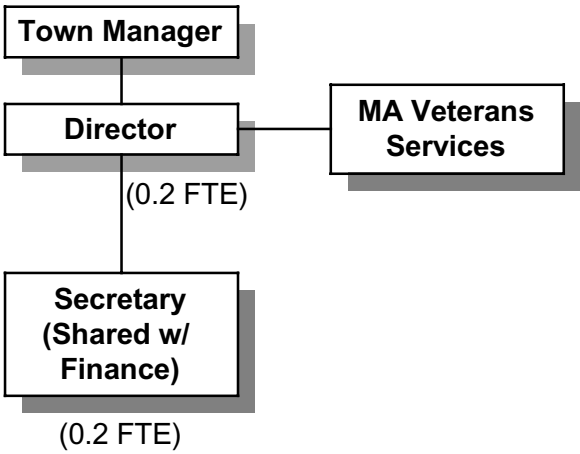 Town Manager
Director
MA Veterans
Services
(0.2 FTE)
Secretary
(Shared w/
Finance)
(0.2 FTE)